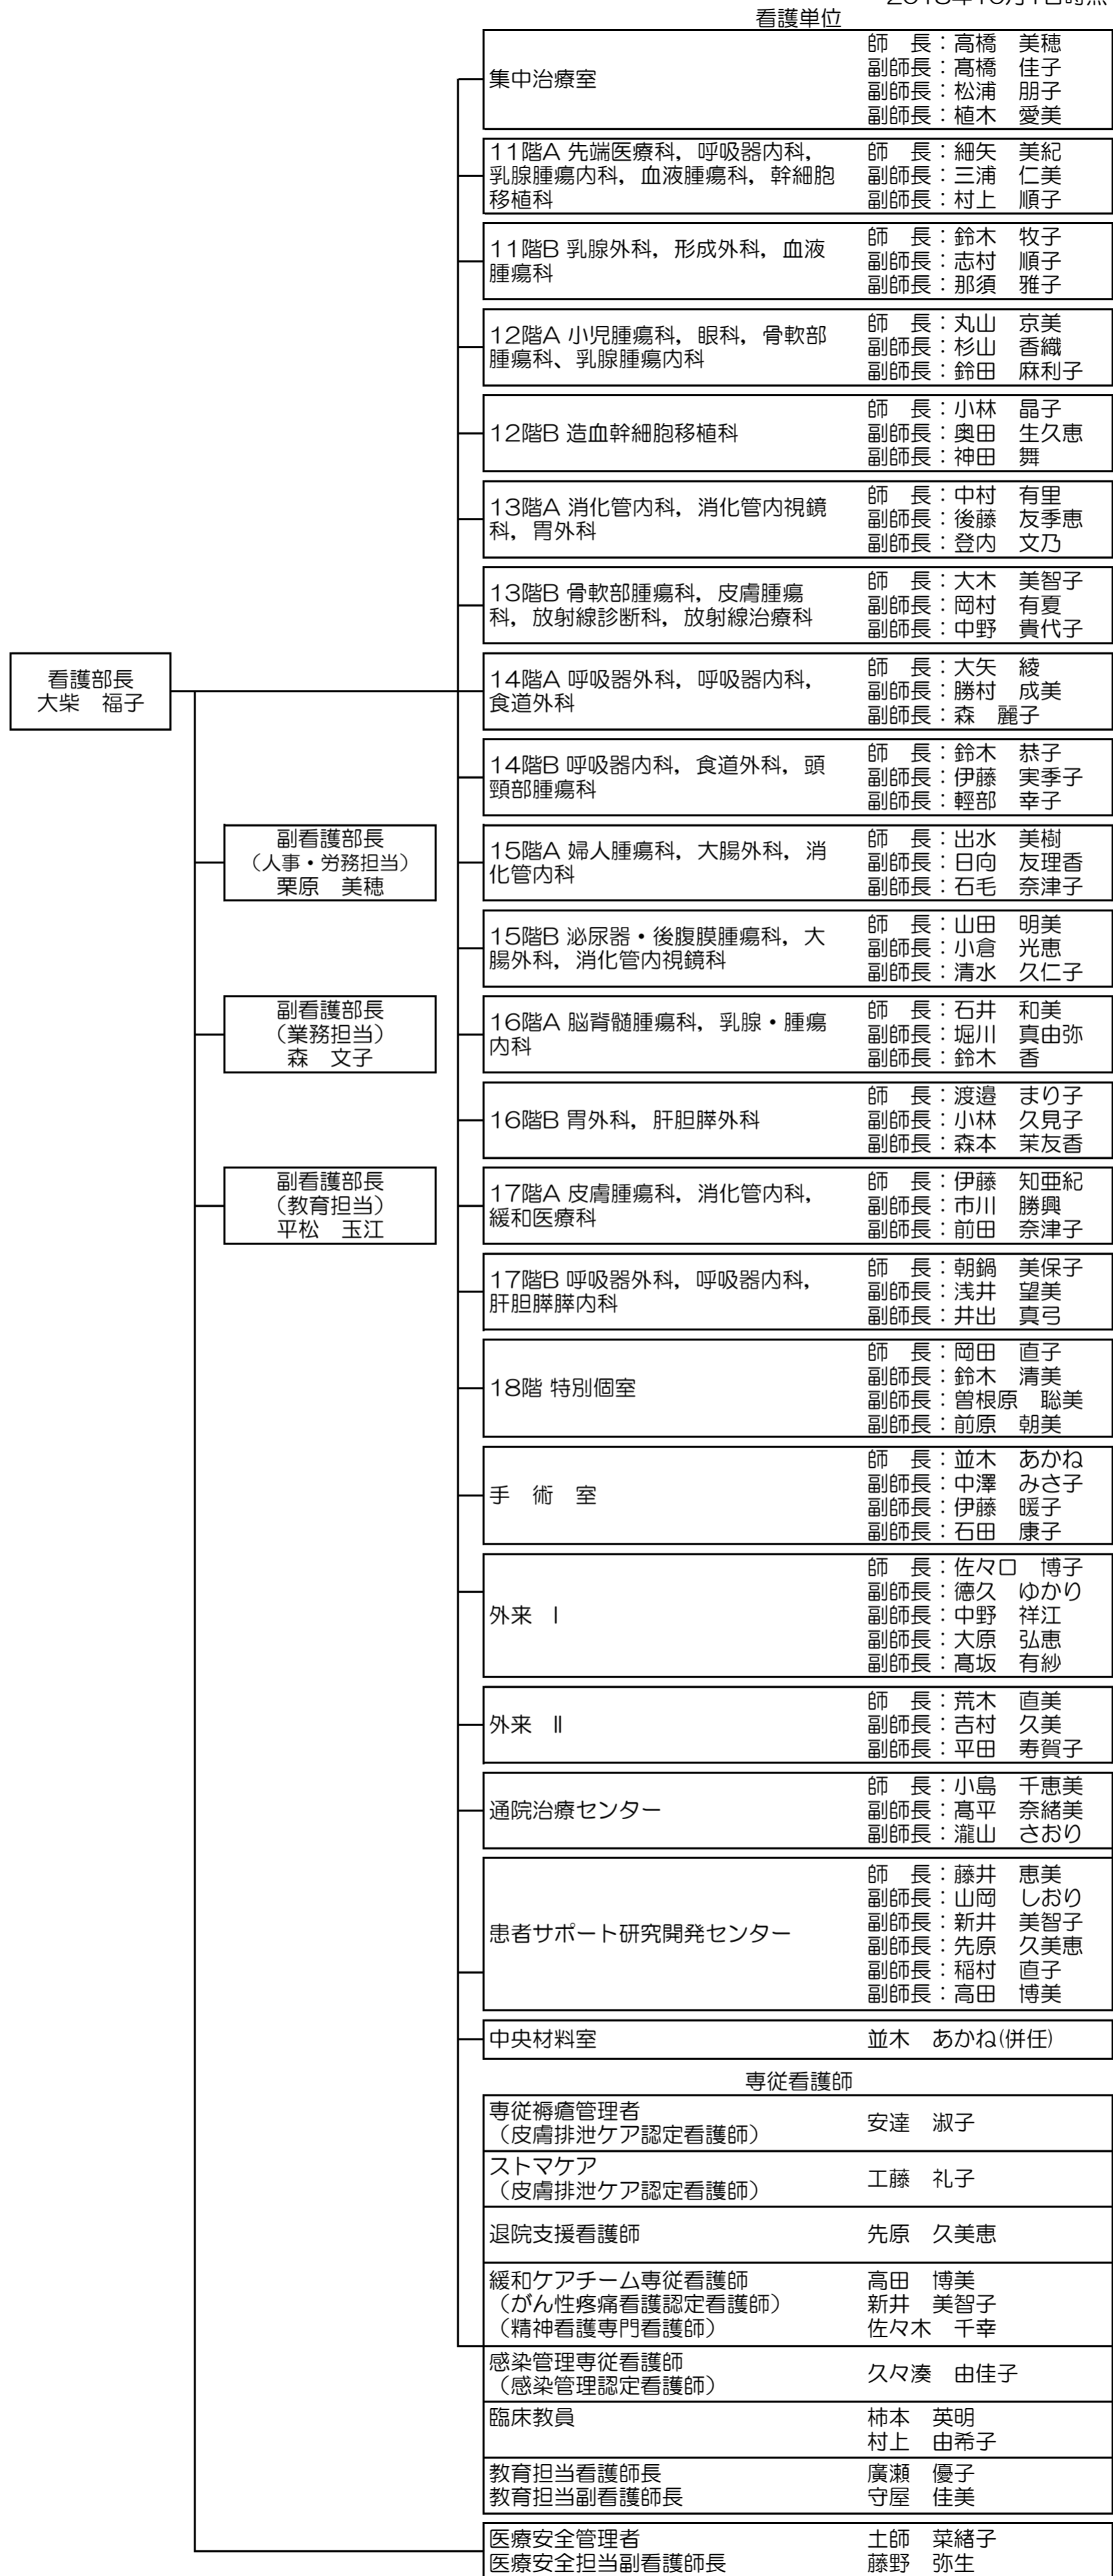 看護単位
集中治療室
師　長：高橋　美穂
副師長：髙橋　佳子
副師長：松浦　朋子
副師長：植木　愛美
11階A 先端医療科，呼吸器内科，
乳腺腫瘍内科，血液腫瘍科，幹細胞
移植科
師　長：細矢　美紀
副師長：三浦　仁美
副師長：村上　順子
11階B 乳腺外科，形成外科，血液
腫瘍科
師　長：鈴木　牧子
副師長：志村　順子
副師長：那須　雅子
12階A 小児腫瘍科，眼科，骨軟部
腫瘍科、乳腺腫瘍内科
師　長：丸山　京美
副師長：杉山　香織
副師長：鈴田　麻利子
12階B 造血幹細胞移植科
師　長：小林　晶子
副師長：奥田　生久恵
副師長：神田　舞
13階A 消化管内科，消化管内視鏡
科，胃外科
師　長：中村　有里
副師長：後藤　友季恵
副師長：登内　文乃
13階B 骨軟部腫瘍科，皮膚腫瘍
科，放射線診断科，放射線治療科
師　長：大木　美智子
副師長：岡村　有夏
副師長：中野　貴代子
看護部長
大柴　福子
14階A 呼吸器外科，呼吸器内科，
食道外科
師　長：大矢　綾
副師長：勝村　成美
副師長：森　麗子
14階B 呼吸器内科，食道外科，頭
頸部腫瘍科
師　長：鈴木　恭子
副師長：伊藤　実季子
副師長：輕部　幸子
副看護部長
（人事・労務担当）
栗原　美穂
15階A 婦人腫瘍科，大腸外科，消
化管内科
師　長：出水　美樹
副師長：日向　友理香
副師長：石毛　奈津子
15階B 泌尿器・後腹膜腫瘍科，大
腸外科，消化管内視鏡科
師　長：山田　明美
副師長：小倉　光恵
副師長：清水　久仁子
副看護部長
（業務担当）
森　文子
16階A 脳脊髄腫瘍科，乳腺・腫瘍
内科
師　長：石井　和美
副師長：堀川　真由弥
副師長：鈴木　香
16階B 胃外科，肝胆膵外科
師　長：渡邉　まり子
副師長：小林　久見子
副師長：森本　茉友香
副看護部長
（教育担当）
平松　玉江
17階A 皮膚腫瘍科，消化管内科，
緩和医療科
師　長：伊藤　知亜紀
副師長：市川　勝興
副師長：前田　奈津子
17階B 呼吸器外科，呼吸器内科，
肝胆膵膵内科
師　長：朝鍋　美保子
副師長：浅井　望美
副師長：井出　真弓
18階 特別個室
師　長：岡田　直子
副師長：鈴木　清美
副師長：曽根原　聡美
副師長：前原　朝美
手　術　室
師　長：並木　あかね
副師長：中澤　みさ子
副師長：伊藤　暖子
副師長：石田　康子
外来　Ⅰ
師　長：佐々口　博子
副師長：德久　ゆかり
副師長：中野　祥江
副師長：大原　弘恵
副師長：髙坂　有紗
外来　Ⅱ
師　長：荒木　直美
副師長：吉村　久美
副師長：平田　寿賀子
通院治療センター
師　長：小島　千恵美
副師長：髙平　奈緒美
副師長：瀧山　さおり
患者サポート研究開発センター
師　長：藤井　恵美
副師長：山岡　しおり
副師長：新井　美智子
副師長：先原　久美恵
副師長：稲村　直子
副師長：高田　博美
中央材料室　並木　あかね(併任)
専従看護師
専従褥瘡管理者
（皮膚排泄ケア認定看護師）
安達　淑子
ストマケア
（皮膚排泄ケア認定看護師）
工藤　礼子
退院支援看護師　先原　久美恵
緩和ケアチーム専従看護師　高田　博美
（がん性疼痛看護認定看護師）　新井　美智子
（精神看護専門看護師）　佐々木　千幸
感染管理専従看護師
（感染管理認定看護師）
久々湊　由佳子
臨床教員　柿本　英明
村上　由希子
教育担当看護師長　廣瀬　優子
教育担当副看護師長　守屋　佳美
医療安全管理者　土師　菜緒子
医療安全担当副看護師長　藤野　弥生